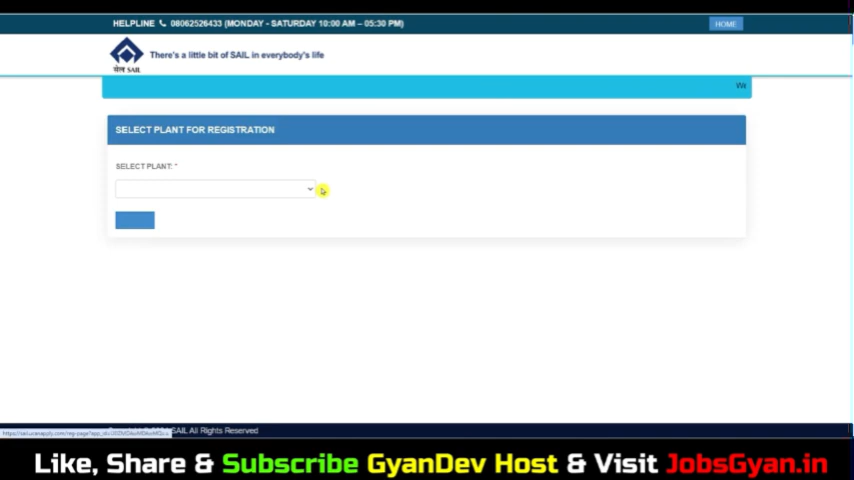 HELPLINE 08062526433 (MONDAY - SATURDAY 10:00 AM – 05:30 PM)
HOME
सेल SAIL
There's a little bit of SAIL in everybody's life
We
SELECT PLANT FOR REGISTRATION
SELECT PLANT: *
SAIL All Rights Reserved
Like, Share & Subscribe GyanDev Host & Visit JobsGyan.in